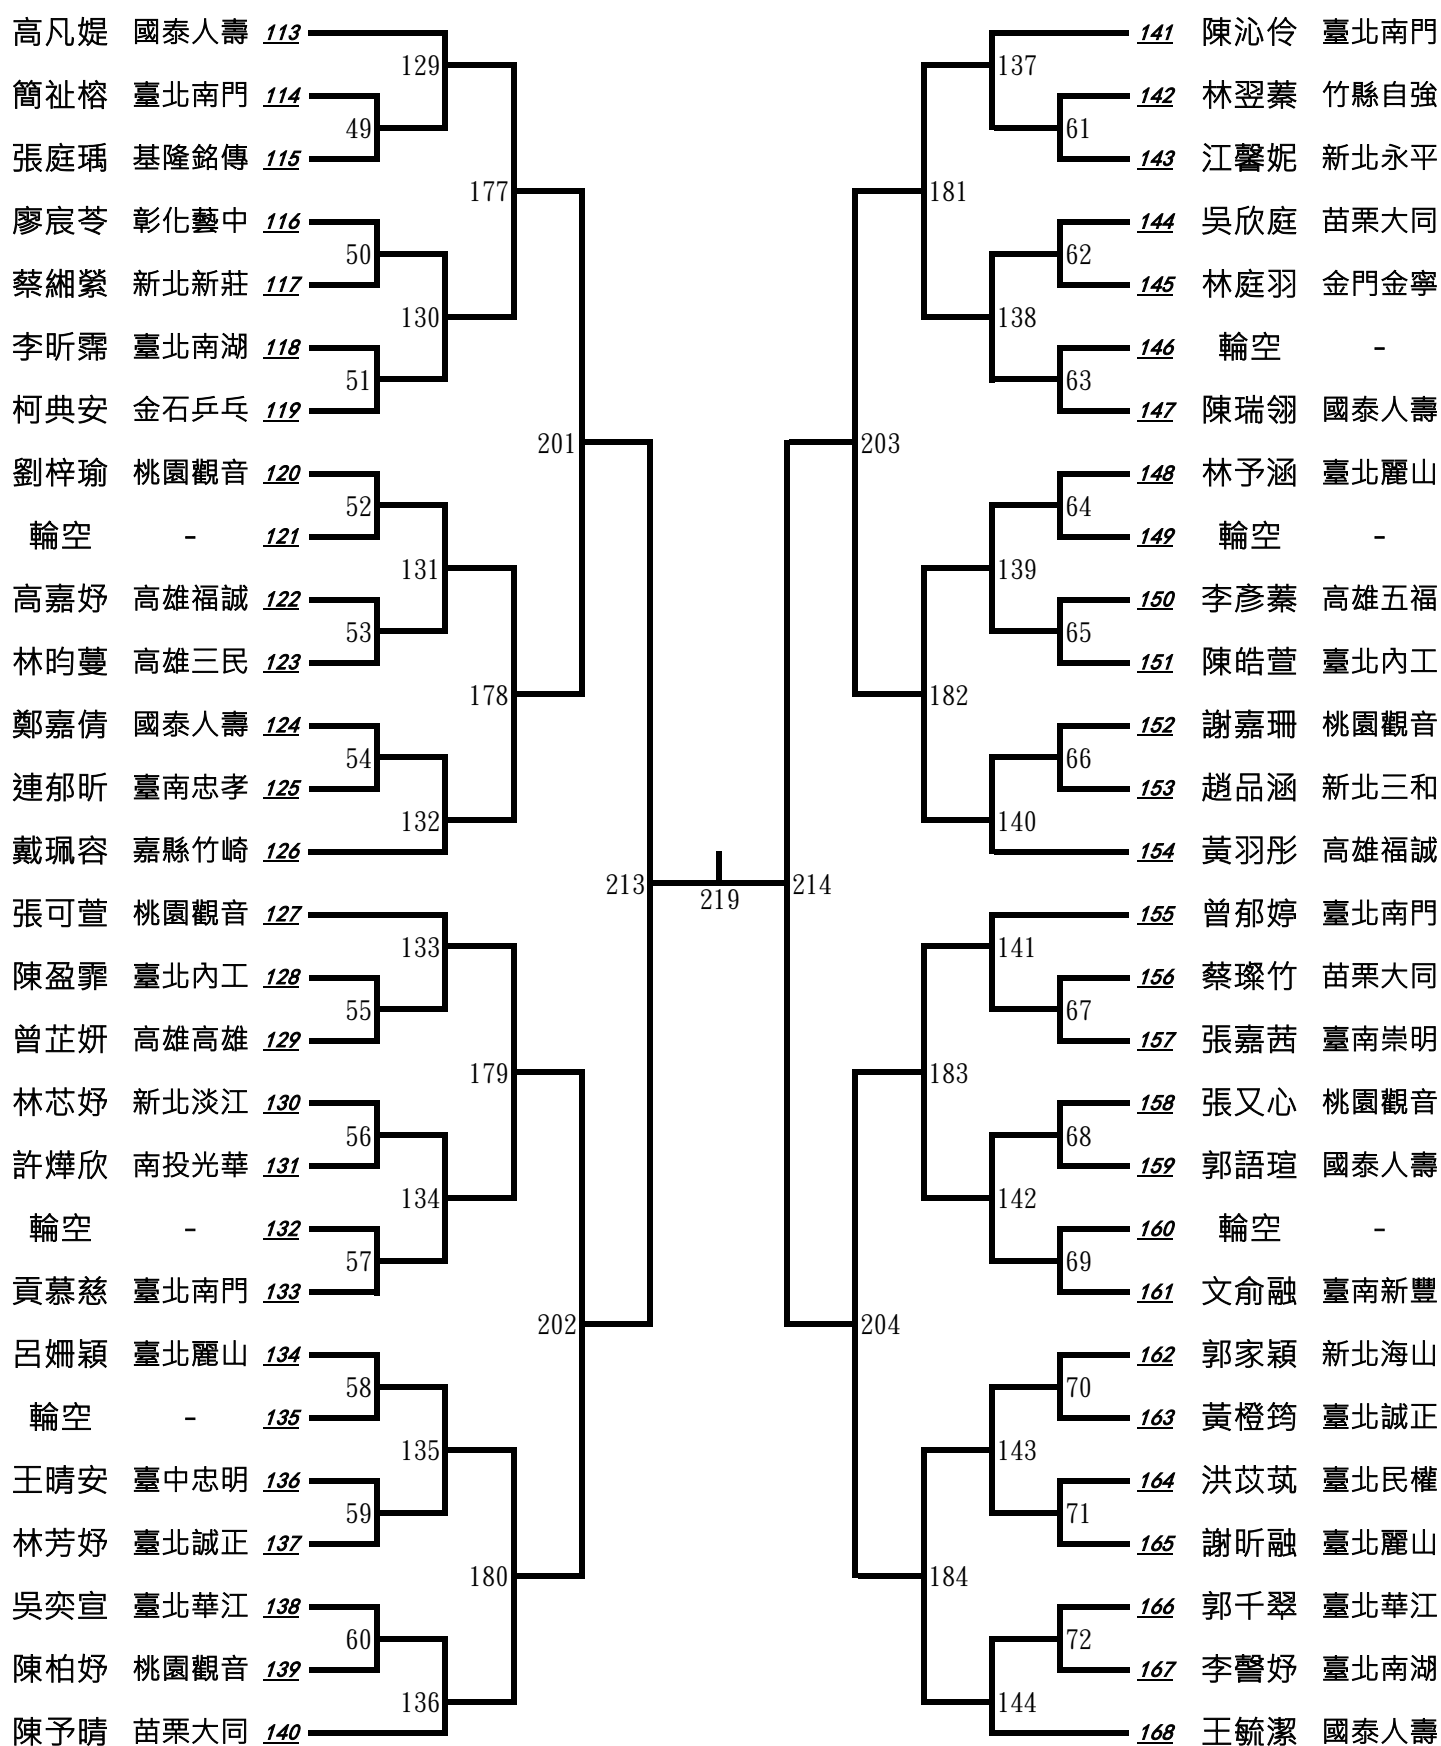 高凡媞 國泰人壽 113 141 陳沁伶 臺北南門
129 137
簡祉榕 臺北南門 114 142 林翌蓁 竹縣自強
49 61
張庭瑀 基隆銘傳 115 143 江馨妮 新北永平
177 181
廖宸苓 彰化藝中 116 144 吳欣庭 苗栗大同
50 62
蔡緗縈 新北新莊 117 145 林庭羽 金門金寧
130 138
李昕霈 臺北南湖 118 146 輪空 -
51 63
柯典安 金石乒乓 119 147 陳瑞翎 國泰人壽
201 203
劉梓瑜 桃園觀音 120 148 林予涵 臺北麗山
52 64
輪空 - 121 149 輪空 -
131 139
高嘉妤 高雄福誠 122 150 李彥蓁 高雄五福
53 65
林昀蔓 高雄三民 123 151 陳皓萱 臺北內工
178 182
鄭嘉倩 國泰人壽 124 152 謝嘉珊 桃園觀音
54 66
連郁昕 臺南忠孝 125 153 趙品涵 新北三和
132 140
戴珮容 嘉縣竹崎 126 154 黃羽彤 高雄福誠
213 219 214
張可萱 桃園觀音 127 155 曾郁婷 臺北南門
133 141
陳盈霏 臺北內工 128 156 蔡璨竹 苗栗大同
55 67
曾芷妍 高雄高雄 129 157 張嘉茜 臺南崇明
179 183
林芯妤 新北淡江 130 158 張又心 桃園觀音
56 68
許燁欣 南投光華 131 159 郭語瑄 國泰人壽
134 142
輪空 - 132 160 輪空 -
57 69
貢慕慈 臺北南門 133 161 文俞融 臺南新豐
202 204
呂姍穎 臺北麗山 134 162 郭家穎 新北海山
58 70
輪空 - 135 163 黃橙筠 臺北誠正
135 143
王晴安 臺中忠明 136 164 洪苡芃 臺北民權
59 71
林芳妤 臺北誠正 137 165 謝昕融 臺北麗山
180 184
吳奕宣 臺北華江 138 166 郭千翠 臺北華江
60 72
陳柏妤 桃園觀音 139 167 李謦妤 臺北南湖
136 144
陳予晴 苗栗大同 140 168 王毓潔 國泰人壽